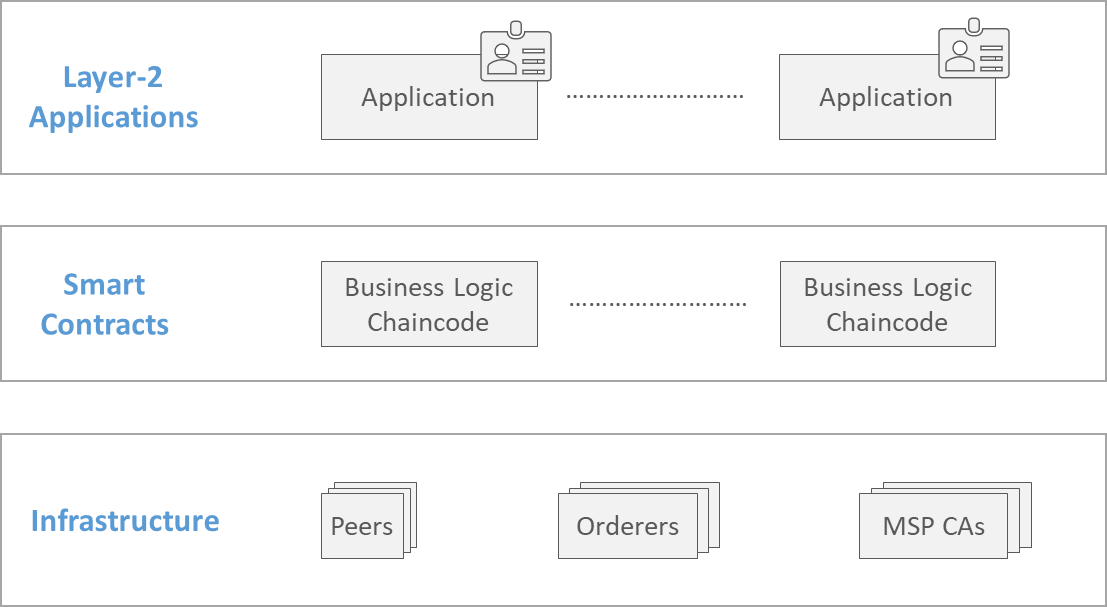 Layer-2
Applications
Application
Application
Smart
Contracts
Business Logic
Chaincode
Business Logic
Chaincode
Infrastructure
Peers
Orderers
MSP CAs